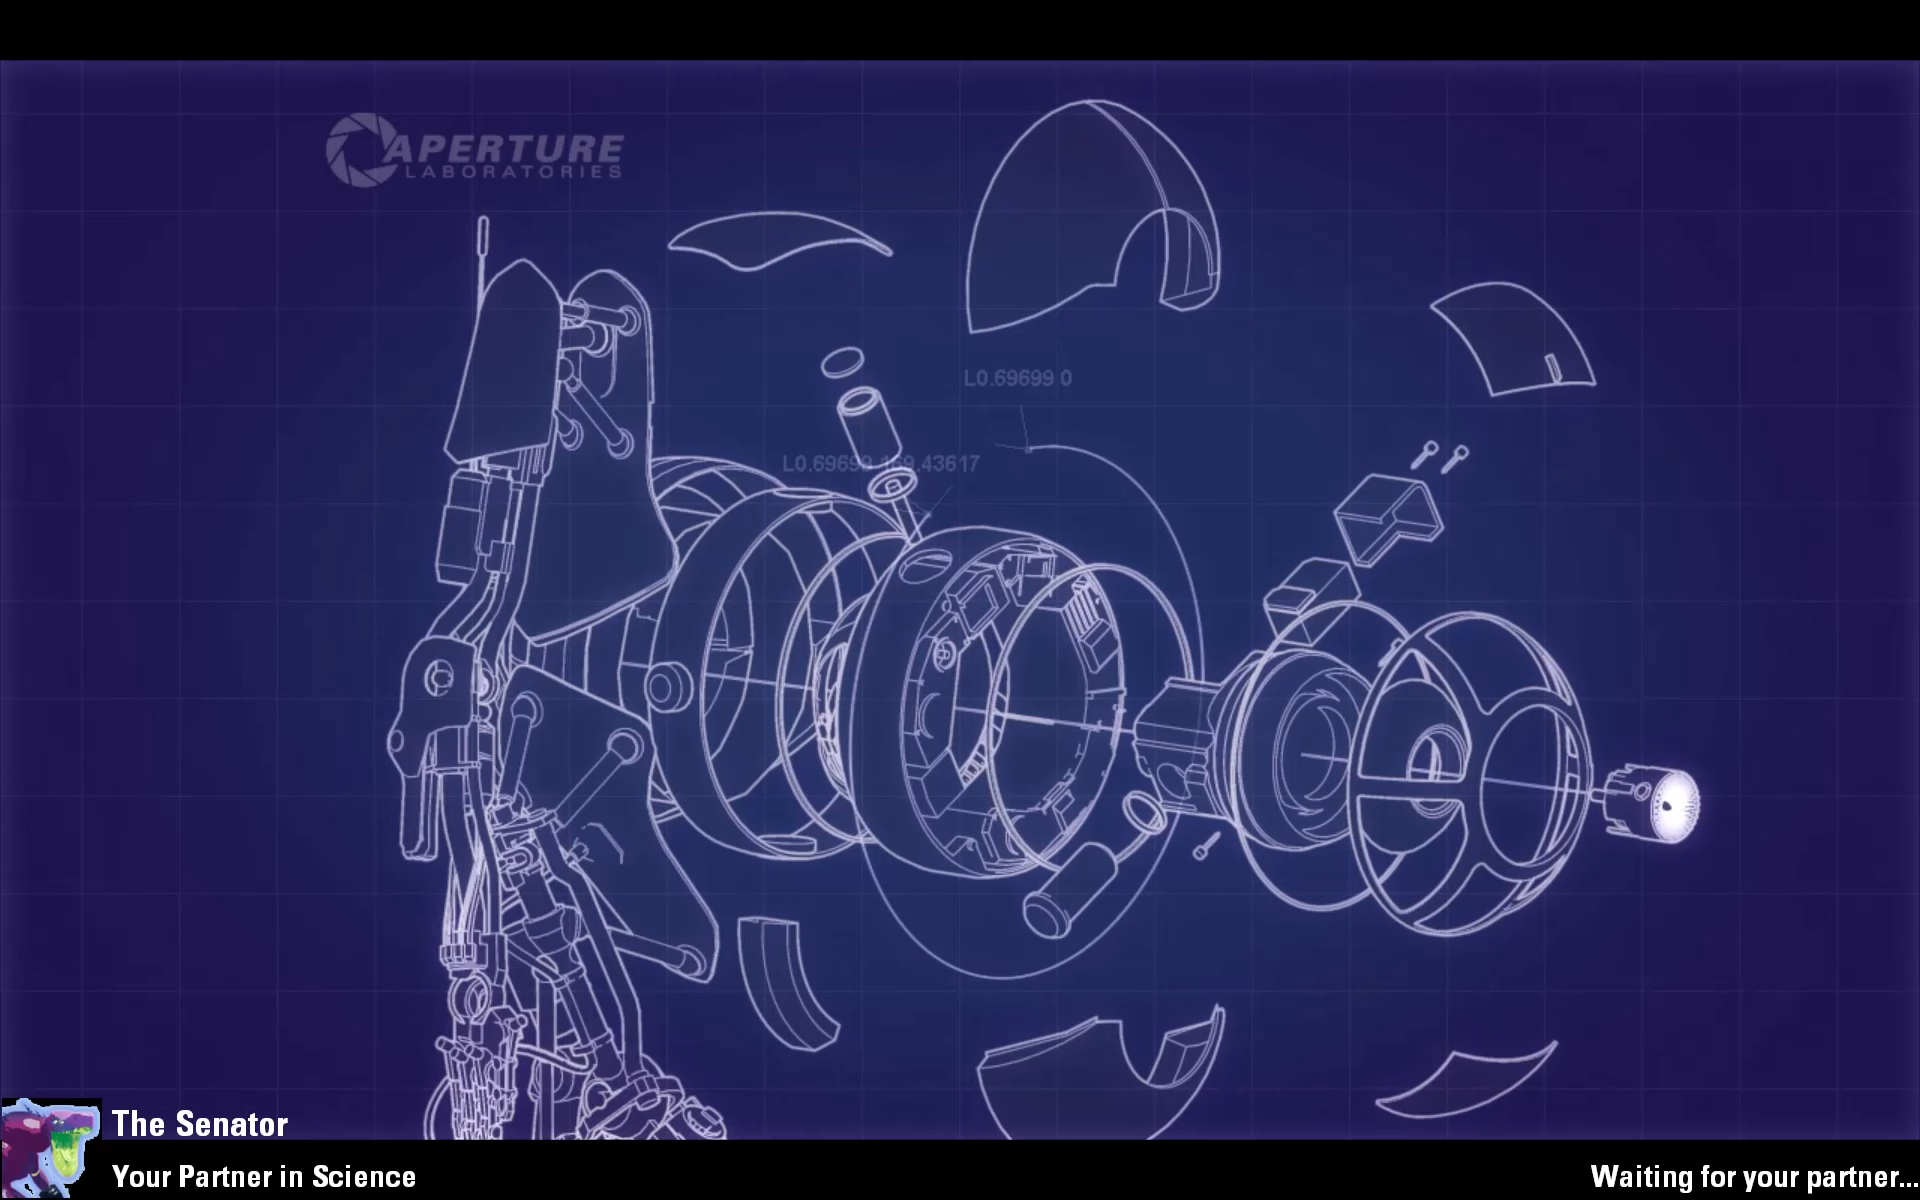 APERTURE
LABORATORIES
L0.69699 0
The Senator
Your Partner in Science
Waiting for your partner...